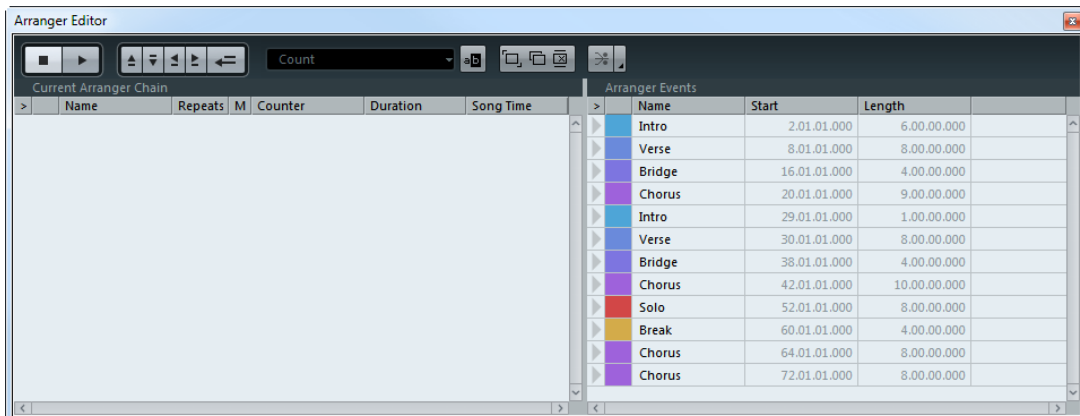 Arranger Editor
Count
ab
Current Arranger Chain
Arranger Events
> Name Repeats M Counter Duration Song Time
> Name Start Length
Intro 2.01.01.000 6.00.00.000
Verse 8.01.01.000 8.00.00.000
Bridge 16.01.01.000 4.00.00.000
Chorus 20.01.01.000 9.00.00.000
Intro 29.01.01.000 1.00.00.000
Verse 30.01.01.000 8.00.00.000
Bridge 38.01.01.000 4.00.00.000
Chorus 42.01.01.000 10.00.00.000
Solo 52.01.01.000 8.00.00.000
Break 60.01.01.000 4.00.00.000
Chorus 64.01.01.000 8.00.00.000
Chorus 72.01.01.000 8.00.00.000